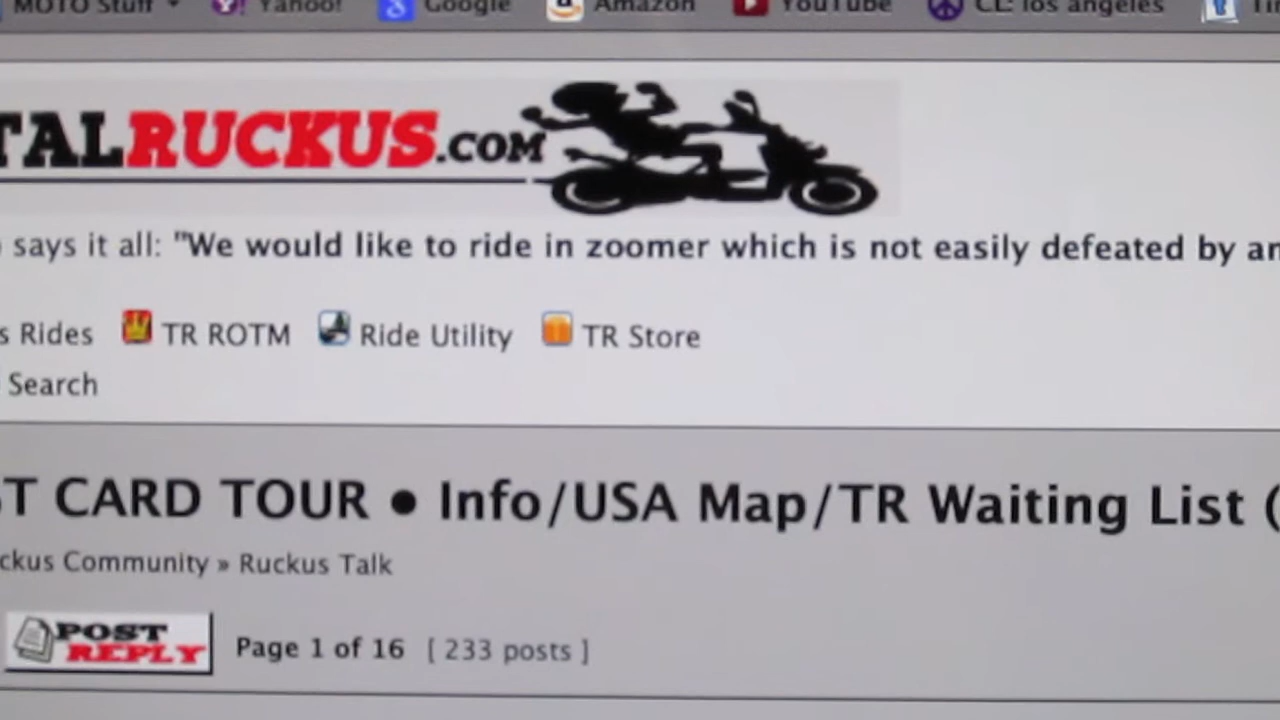 MOTO Stuff Yahoo! Google Amazon YouTube CL: los angeles
TALRUCKUS.COM
says it all: "We would like to ride in zoomer which is not easily defeated by an
s Rides TR ROTM Ride Utility TR Store
Search
ST CARD TOUR • Info/USA Map/TR Waiting List (
ckus Community » Ruckus Talk
POST
REPLY
Page 1 of 16 [ 233 posts ]